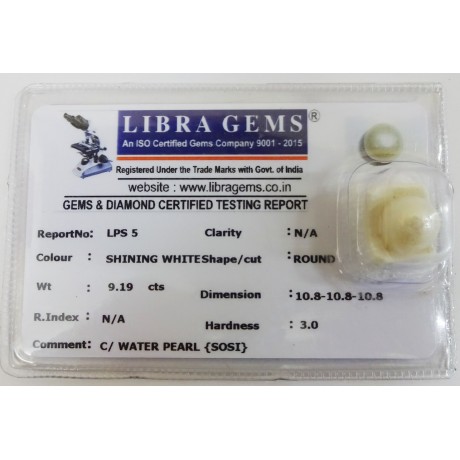 LIBRA GEMS ®
An ISO Certified Gems Company 9001 - 2015
Registered Under the Trade Marks with Govt. of India
website : www.libragems.co.in
GEMS & DIAMOND CERTIFIED TESTING REPORT
ReportNo: LPS 5 Clarity : N/A
Colour : SHINING WHITE Shape/cut : ROUND
Wt : 9.19 cts Dimension :10.8-10.8-10.8
R.Index : N/A Hardness : 3.0
Comment: C/ WATER PEARL {SOSI}